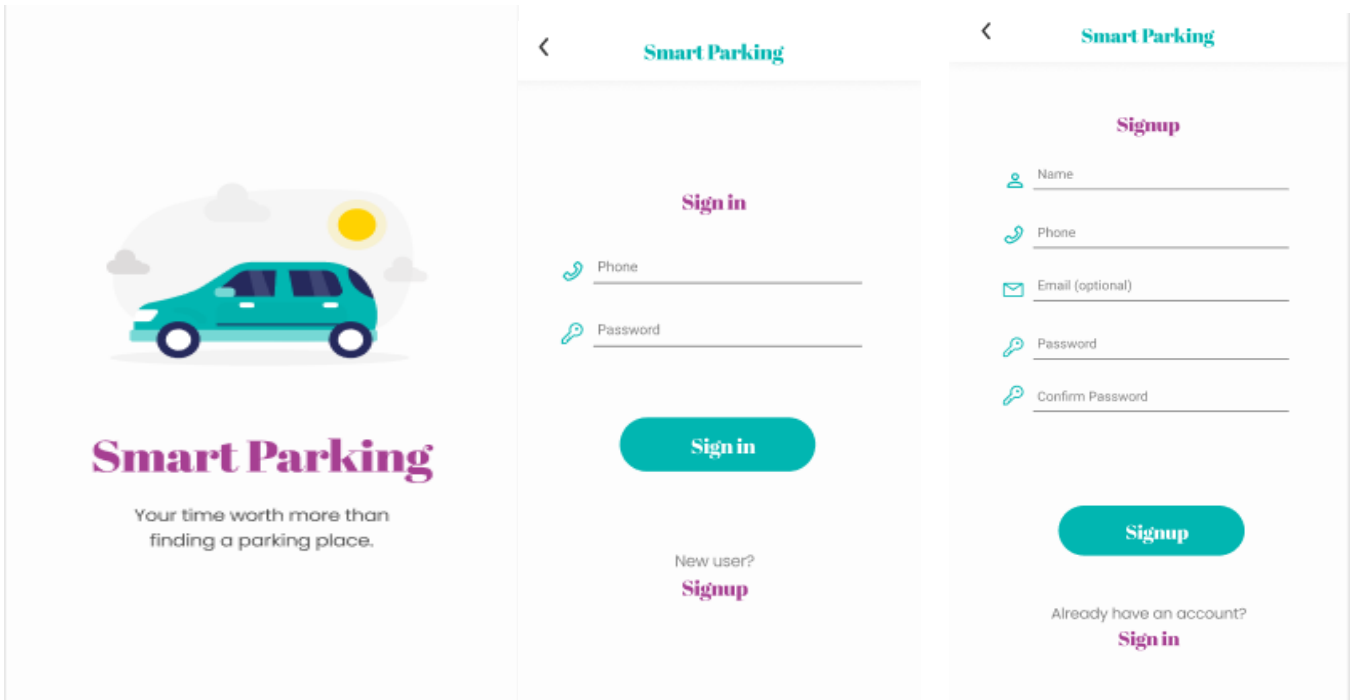 Smart Parking
Your time worth more than
finding a parking place.
Smart Parking
Sign in
Phone
Password
Sign in
New user?
Signup
Smart Parking
Signup
Name
Phone
Email (optional)
Password
Confirm Password
Signup
Already have an account?
Sign in